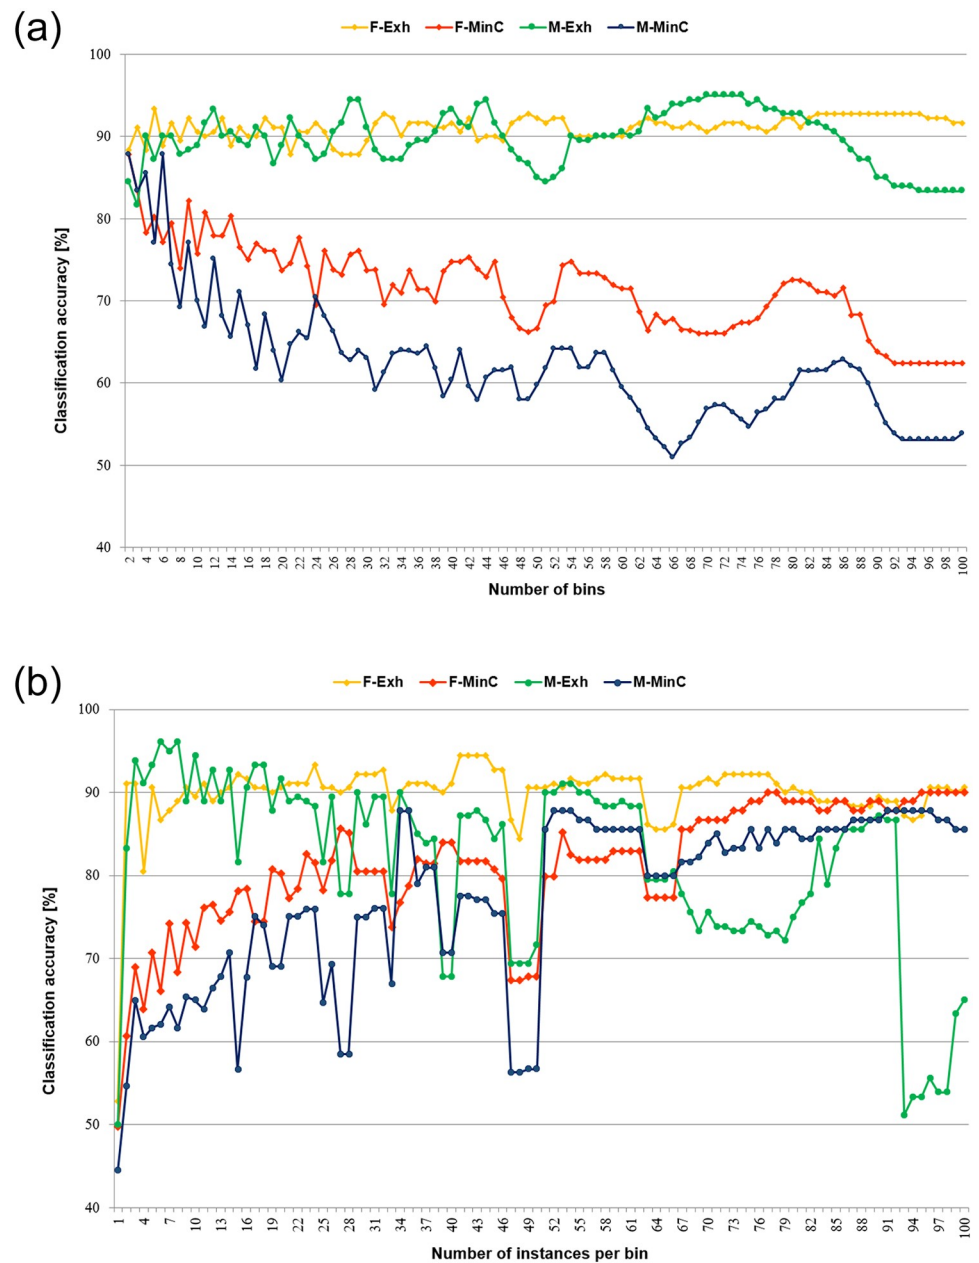 (a)
F-Exh F-MinC M-Exh M-MinC
100
90
80
70
60
50
40
Classification accuracy [%]
2 4 6 8 10 12 14 16 18 20 22 24 26 28 30 32 34 36 38 40 42 44 46 48 50 52 54 56 58 60 62 64 66 68 70 72 74 76 78 80 82 84 86 88 90 92 94 96 98 100
Number of bins
(b)
F-Exh F-MinC M-Exh M-MinC
100
90
80
70
60
50
40
Classification accuracy [%]
1 4 7 10 13 16 19 22 25 28 31 34 37 40 43 46 49 52 55 58 61 64 67 70 73 76 79 82 85 88 91 94 97 100
Number of instances per bin